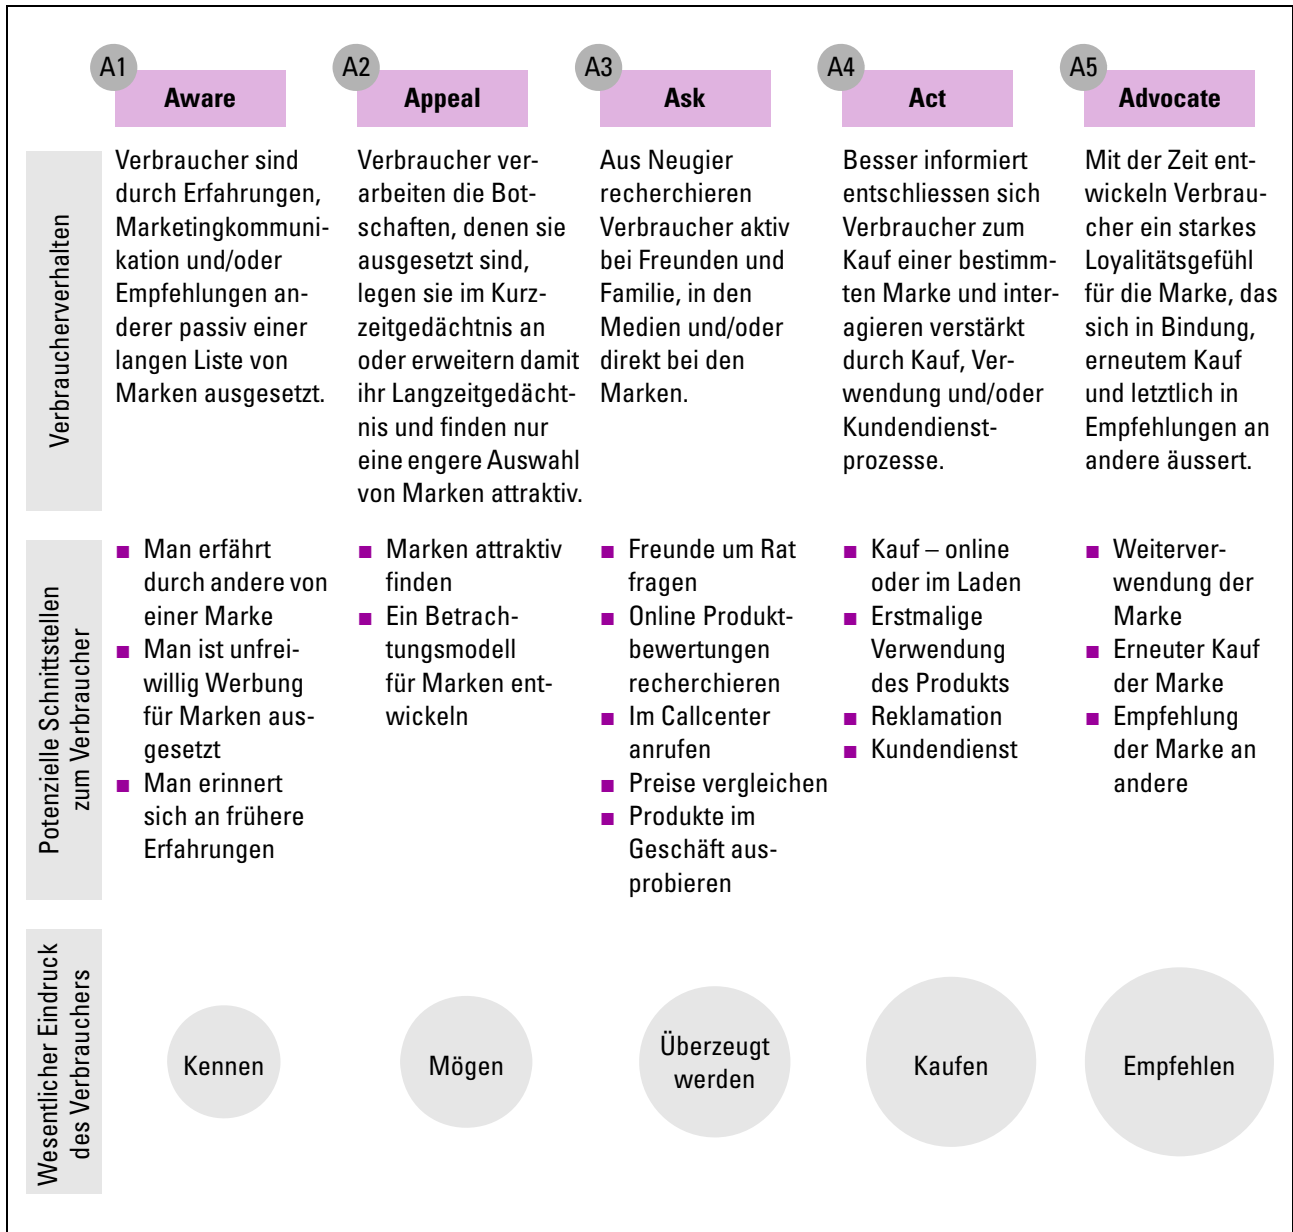 A1
Aware
A2
Appeal
A3
Ask
A4
Act
A5
Advocate
Verbraucherverhalten
Verbraucher sind
durch Erfahrungen,
Marketingkommuni-
kation und/oder
Empfehlungen an-
derer passiv einer
langen Liste von
Marken ausgesetzt.
Verbraucher ver-
arbeiten die Bot-
schaften, denen sie
ausgesetzt sind,
legen sie im Kurz-
zeitgedächtnis an
oder erweitern damit
ihr Langzeitgedächt-
nis und finden nur
eine engere Auswahl
von Marken attraktiv.
Aus Neugier
recherchieren
Verbraucher aktiv
bei Freunden und
Familie, in den
Medien und/oder
direkt bei den
Marken.
Besser informiert
entschliessen sich
Verbraucher zum
Kauf einer bestimm-
ten Marke und inter-
agieren verstärkt
durch Kauf, Ver-
wendung und/oder
Kundendienst-
prozesse.
Mit der Zeit ent-
wickeln Verbrau-
cher ein starkes
Loyalitätsgefühl
für die Marke, das
sich in Bindung,
erneutem Kauf
und letztlich in
Empfehlungen an
andere äussert.
Potenzielle Schnittstellen
zum Verbraucher
■ Man erfährt
durch andere von
einer Marke
■ Man ist unfrei-
willig Werbung
für Marken aus-
gesetzt
■ Man erinnert
sich an frühere
Erfahrungen
■ Marken attraktiv
finden
■ Ein Betrach-
tungsmodell
für Marken ent-
wickeln
■ Freunde um Rat
fragen
■ Online Produkt-
bewertungen
recherchieren
■ Im Callcenter
anrufen
■ Preise vergleichen
■ Produkte im
Geschäft aus-
probieren
■ Kauf – online
oder im Laden
■ Erstmalige
Verwendung
des Produkts
■ Reklamation
■ Kundendienst
■ Weiterver-
wendung der
Marke
■ Erneuter Kauf
der Marke
■ Empfehlung
der Marke an
andere
Wesentlicher Eindruck
des Verbrauchers
Kennen
Mögen
Überzeugt
werden
Kaufen
Empfehlen